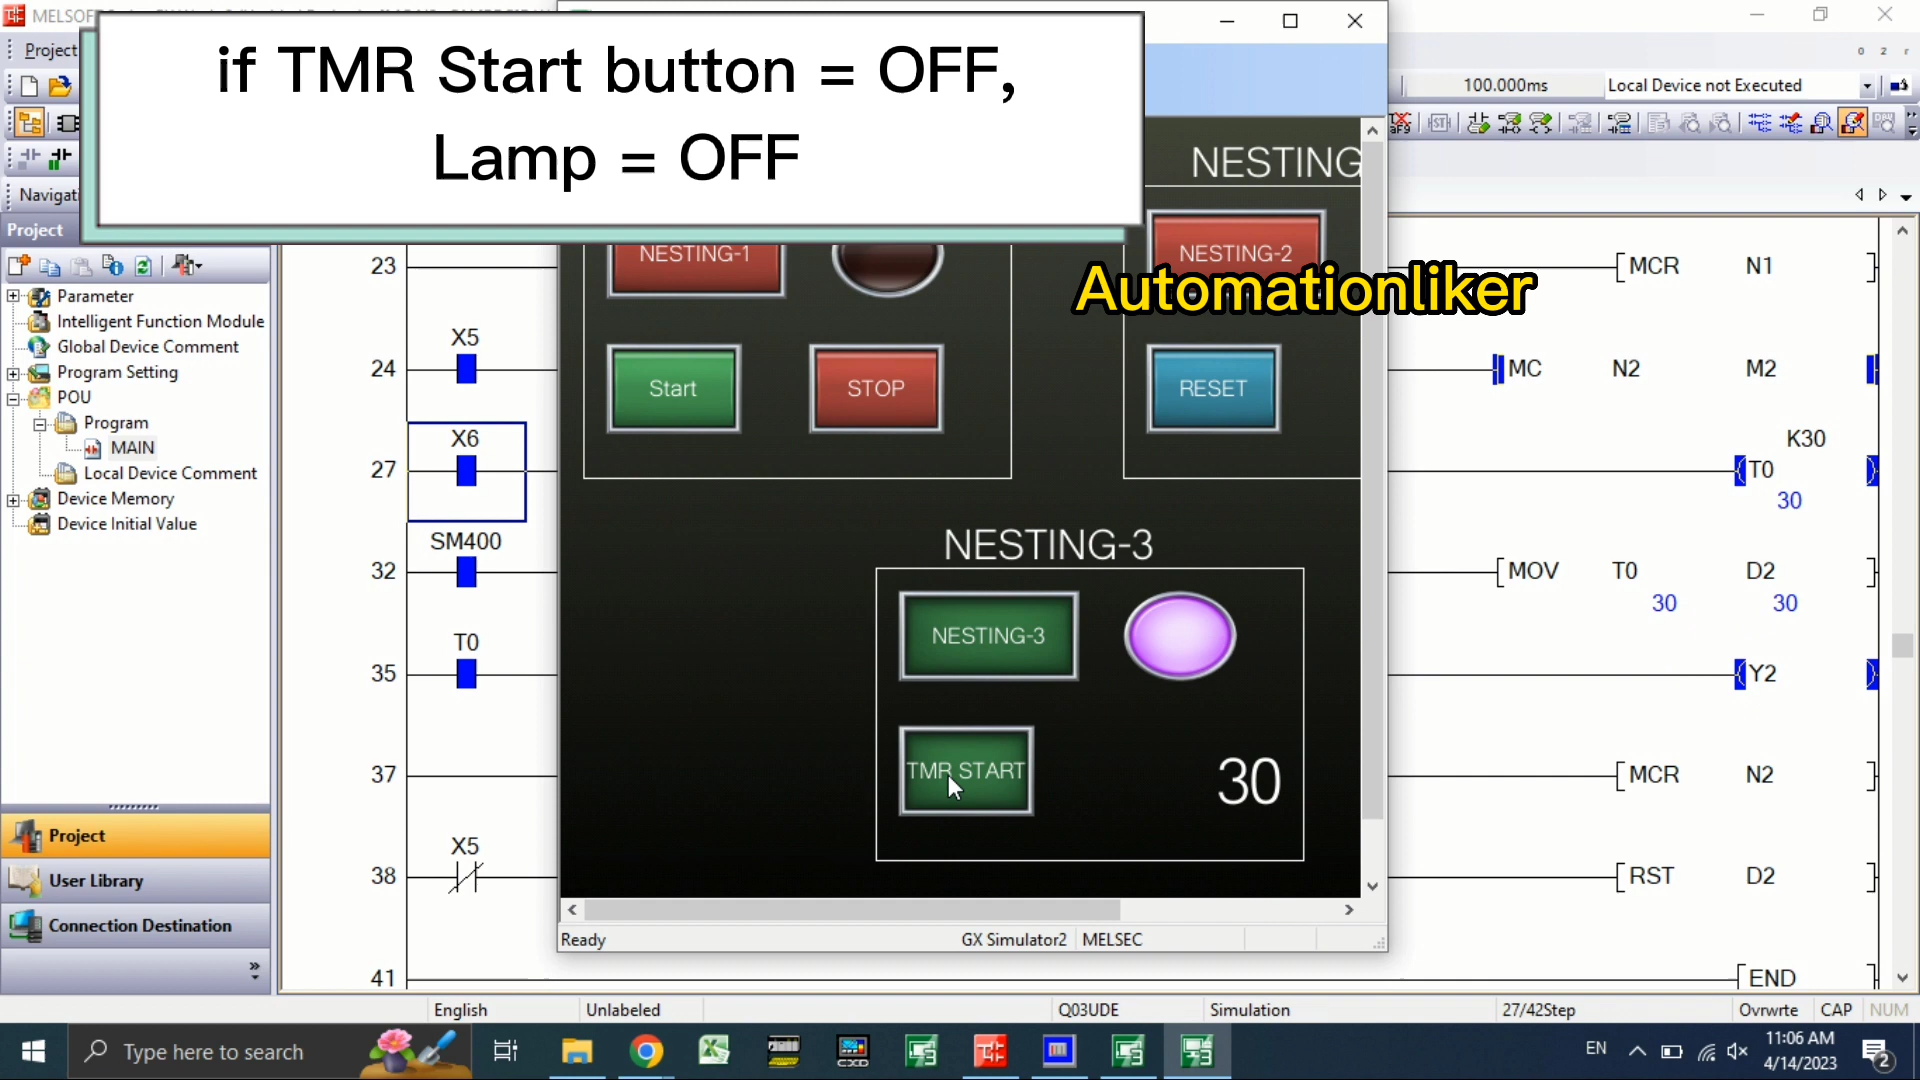 MELSOFT
if TMR Start button = OFF,
Lamp = OFF
Project
100.000ms
Local Device not Executed
Navigati
Project
Parameter
Intelligent Function Module
Global Device Comment
Program Setting
POU
Program
MAIN
Local Device Comment
Device Memory
Device Initial Value
Project
User Library
Connection Destination
NESTING
NESTING-1
NESTING-2
Automationliker
Start
STOP
RESET
NESTING-3
NESTING-3
TMR START
30
Ready
GX Simulator2
MELSEC
23
MCR N1
X5
24
MC N2 M2
X6
K30
27
T0
30
SM400
32
MOV T0 D2
30 30
T0
35
Y2
37
MCR N2
X5
38
RST D2
41
END
English
Unlabeled
Q03UDE
Simulation
27/42Step
Ovrwrte
CAP
NUM
Type here to search
CXD
EN
11:06 AM
4/14/2023
2